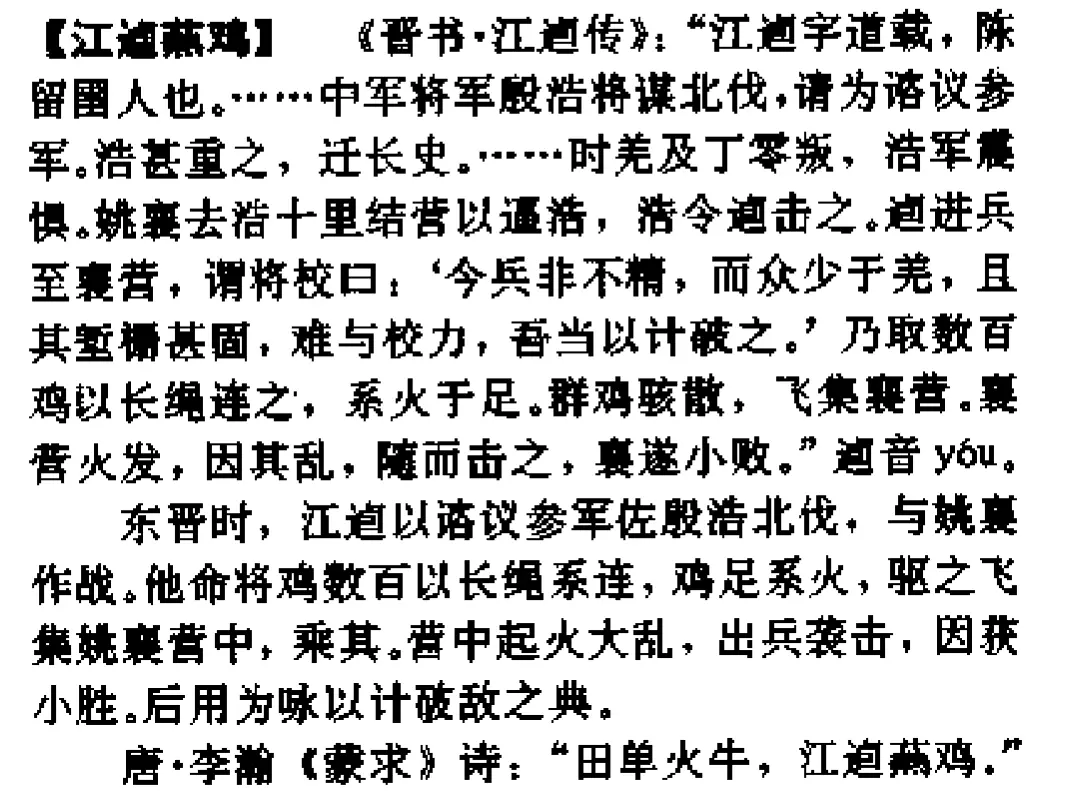 【江逌爇鸡】 《晋书·江逌传》：“江逌字道载，陈
留圉人也。……中军将军殷浩将谋北伐，请为谘议参
军。浩甚重之，迁长史。……时羌及丁零叛，浩军震
惧。姚襄去浩十里结营以逼浩，浩令逌击之。逌进兵
至襄营，谓将校曰：‘今兵非不精，而众少于羌，且
其堑栅甚固，难与校力，吾当以计破之。’乃取数百
鸡以长绳连之，系火于足。群鸡骇散，飞集襄营。襄
营火发，因其乱，随而击之，襄遂小败。”逌音yóu。
东晋时，江逌以谘议参军佐殷浩北伐，与姚襄
作战。他命将鸡数百以长绳系连，鸡足系火，驱之飞
集姚襄营中，乘其。营中起火大乱，出兵袭击，因获
小胜。后用为咏以计破敌之典。
唐·李瀚《蒙求》诗：“田单火牛，江逌爇鸡．”